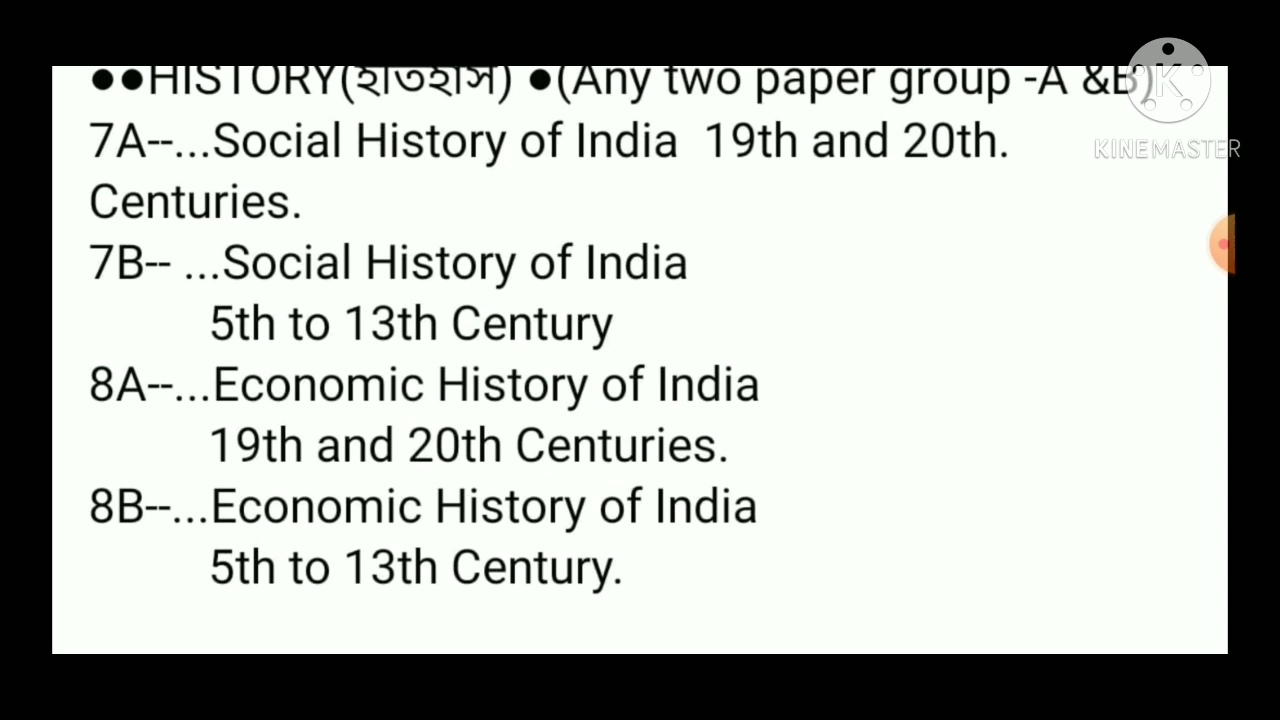 ●●HISTORY(ইতিহাস) ●(Any two paper group -A &B)
KINEMASTER
7A--...Social History of India 19th and 20th.
Centuries.
7B-- ...Social History of India
5th to 13th Century
8A--...Economic History of India
19th and 20th Centuries.
8B--...Economic History of India
5th to 13th Century.